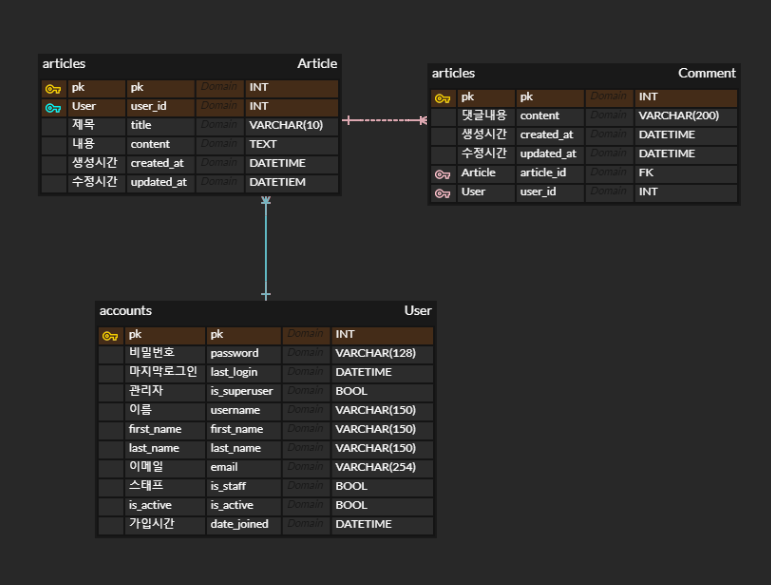 articles Article
pk pk Domain INT
User user_id Domain INT
제목 title Domain VARCHAR(10)
내용 content Domain TEXT
생성시간 created_at Domain DATETIME
수정시간 updated_at Domain DATETIEM
articles Comment
pk pk Domain INT
댓글내용 content Domain VARCHAR(200)
생성시간 created_at Domain DATETIME
수정시간 updated_at Domain DATETIME
Article article_id Domain FK
User user_id Domain INT
accounts User
pk pk Domain INT
비밀번호 password Domain VARCHAR(128)
마지막로그인 last_login Domain DATETIME
관리자 is_superuser Domain BOOL
이름 username Domain VARCHAR(150)
first_name first_name Domain VARCHAR(150)
last_name last_name Domain VARCHAR(150)
이메일 email Domain VARCHAR(254)
스태프 is_staff Domain BOOL
is_active is_active Domain BOOL
가입시간 date_joined Domain DATETIME